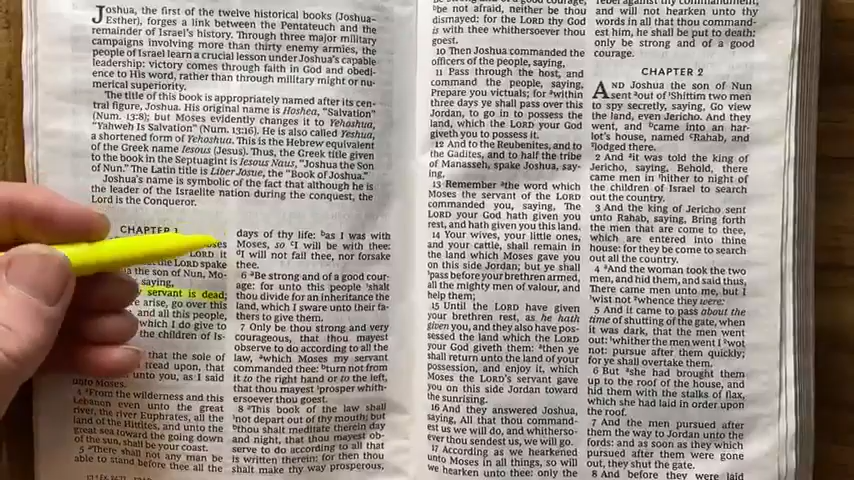 Joshua, the first of the twelve historical books (Joshua-
Esther), forges a link between the Pentateuch and the
remainder of Israel's history. Through three major military
campaigns involving more than thirty enemy armies, the
people of Israel learn a crucial lesson under Joshua's capable
leadership: victory comes through faith in God and obedi-
ence to His word, rather than through military might or nu-
merical superiority.
The title of this book is appropriately named after its cen-
tral figure, Joshua. His original name is Hoshea, "Salvation"
(Num. 13:8); but Moses evidently changes it to Yehoshua,
"Yahweh Is Salvation" (Num. 13:16). He is also called Yeshua,
a shortened form of Yehoshua. This is the Hebrew equivalent
of the Greek name Iesous (Jesus). Thus, the Greek title given
to the book in the Septuagint is Iesous Naus, "Joshua the Son
of Nun." The Latin title is Liber Josue, the "Book of Joshua."
Joshua's name is symbolic of the fact that although he is
the leader of the Israelite nation during the conquest, the
Lord is the Conqueror.
CHAPTER 1
LORD it
the LORD spake
the son of Nun, Mo-
saying,
servant is dead;
arise, go over this
and all this people,
which I do give to
the children of Is-
that the sole of
tread upon, that
unto you, as I said
unto Moses.
4 From the wilderness and this
Lebanon even unto the great
river, the river Euphrates, all the
land of the Hittites, and unto the
great sea toward the going down
of the sun, shall be your coast.
5 There shall not any man be
able to stand before thee all the
days of thy life: as I was with
Moses, so I will be with thee:
I will not fail thee, nor forsake
thee.
6 Be strong and of a good cour-
age: for unto this people shalt
thou divide for an inheritance the
land, which I sware unto their fa-
thers to give them.
7 Only be thou strong and very
courageous, that thou mayest
observe to do according to all the
law, which Moses my servant
commanded thee: turn not from
it to the right hand or to the left,
that thou mayest prosper whith-
ersoever thou goest.
8 This book of the law shall
not depart out of thy mouth; but
thou shalt meditate therein day
and night, that thou mayest ob-
serve to do according to all that
is written therein: for then thou
shalt make thy way prosperous,
be not afraid, neither be thou
dismayed: for the LORD thy God
is with thee whithersoever thou
goest.
10 Then Joshua commanded the
officers of the people, saying,
11 Pass through the host, and
command the people, saying,
Prepare you victuals; for within
three days ye shall pass over this
Jordan, to go in to possess the
land, which the LORD your God
giveth you to possess it.
12 And to the Reubenites, and to
the Gadites, and to half the tribe
of Manasseh, spake Joshua, say-
ing,
13 Remember the word which
Moses the servant of the LORD
commanded you, saying, The
LORD your God hath given you
rest, and hath given you this land.
14 Your wives, your little ones,
and your cattle, shall remain in
the land which Moses gave you
on this side Jordan; but ye shall
pass before your brethren armed,
all the mighty men of valour, and
help them;
15 Until the LORD have given
your brethren rest, as he hath
given you, and they also have pos-
sessed the land which the LORD
your God giveth them: then ye
shall return unto the land of your
possession, and enjoy it, which
Moses the LORD's servant gave
you on this side Jordan toward
the sunrising.
16 And they answered Joshua,
saying, All that thou command-
est us we will do, and whitherso-
ever thou sendest us, we will go.
17 According as we hearkened
unto Moses in all things, so will
we hearken unto thee: only the
and will not hearken unto thy
words in all that thou command-
est him, he shall be put to death:
only be strong and of a good
courage.
CHAPTER 2
AND Joshua the son of Nun
sent out of Shittim two men
to spy secretly, saying, Go view
the land, even Jericho. And they
went, and came into an har-
lot's house, named Rahab, and
lodged there.
2 And it was told the king of
Jericho, saying, Behold, there
came men in hither to night of
the children of Israel to search
out the country.
3 And the king of Jericho sent
unto Rahab, saying, Bring forth
the men that are come to thee,
which are entered into thine
house: for they be come to search
out all the country.
4 And the woman took the two
men, and hid them, and said thus,
There came men unto me, but I
wist not whence they were:
5 And it came to pass about the
time of shutting of the gate, when
it was dark, that the men went
out: whither the men went I wot
not: pursue after them quickly;
for ye shall overtake them.
6 But she had brought them
up to the roof of the house, and
hid them with the stalks of flax,
which she had laid in order upon
the roof.
7 And the men pursued after
them the way to Jordan unto the
fords: and as soon as they which
pursued after them were gone
out, they shut the gate.
8 And before they were laid